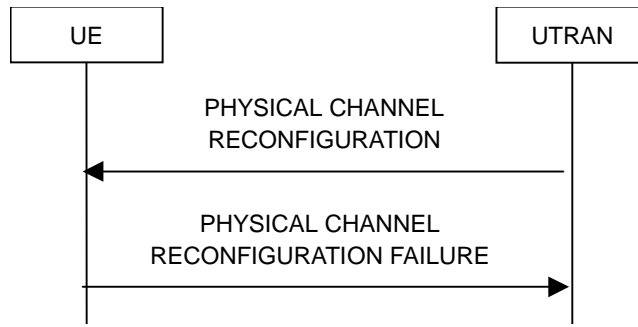 UE
UTRAN
PHYSICAL CHANNEL
RECONFIGURATION
PHYSICAL CHANNEL
RECONFIGURATION FAILURE